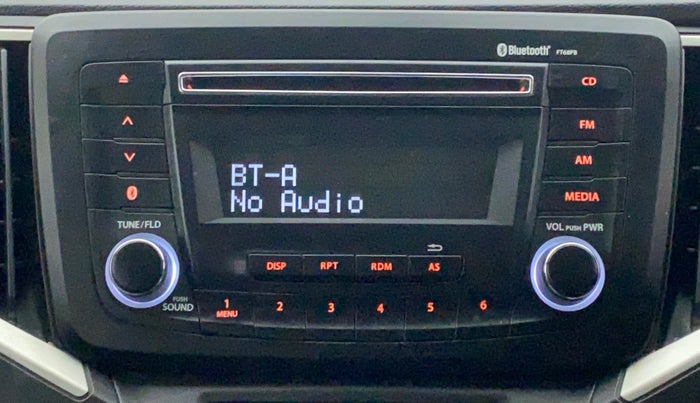 Bluetooth® FT68PB
CD
FM
AM
MEDIA
BT-A
No Audio
TUNE/FLD
VOL PUSH PWR
DISP RPT RDM AS
PUSH
SOUND
1 2 3 4 5 6
MENU